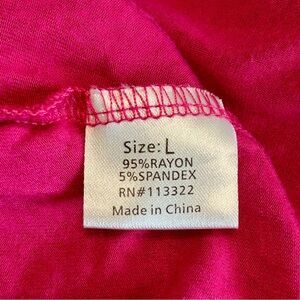 Size: L
95%RAYON
5%SPANDEX
RN#113322
Made in China